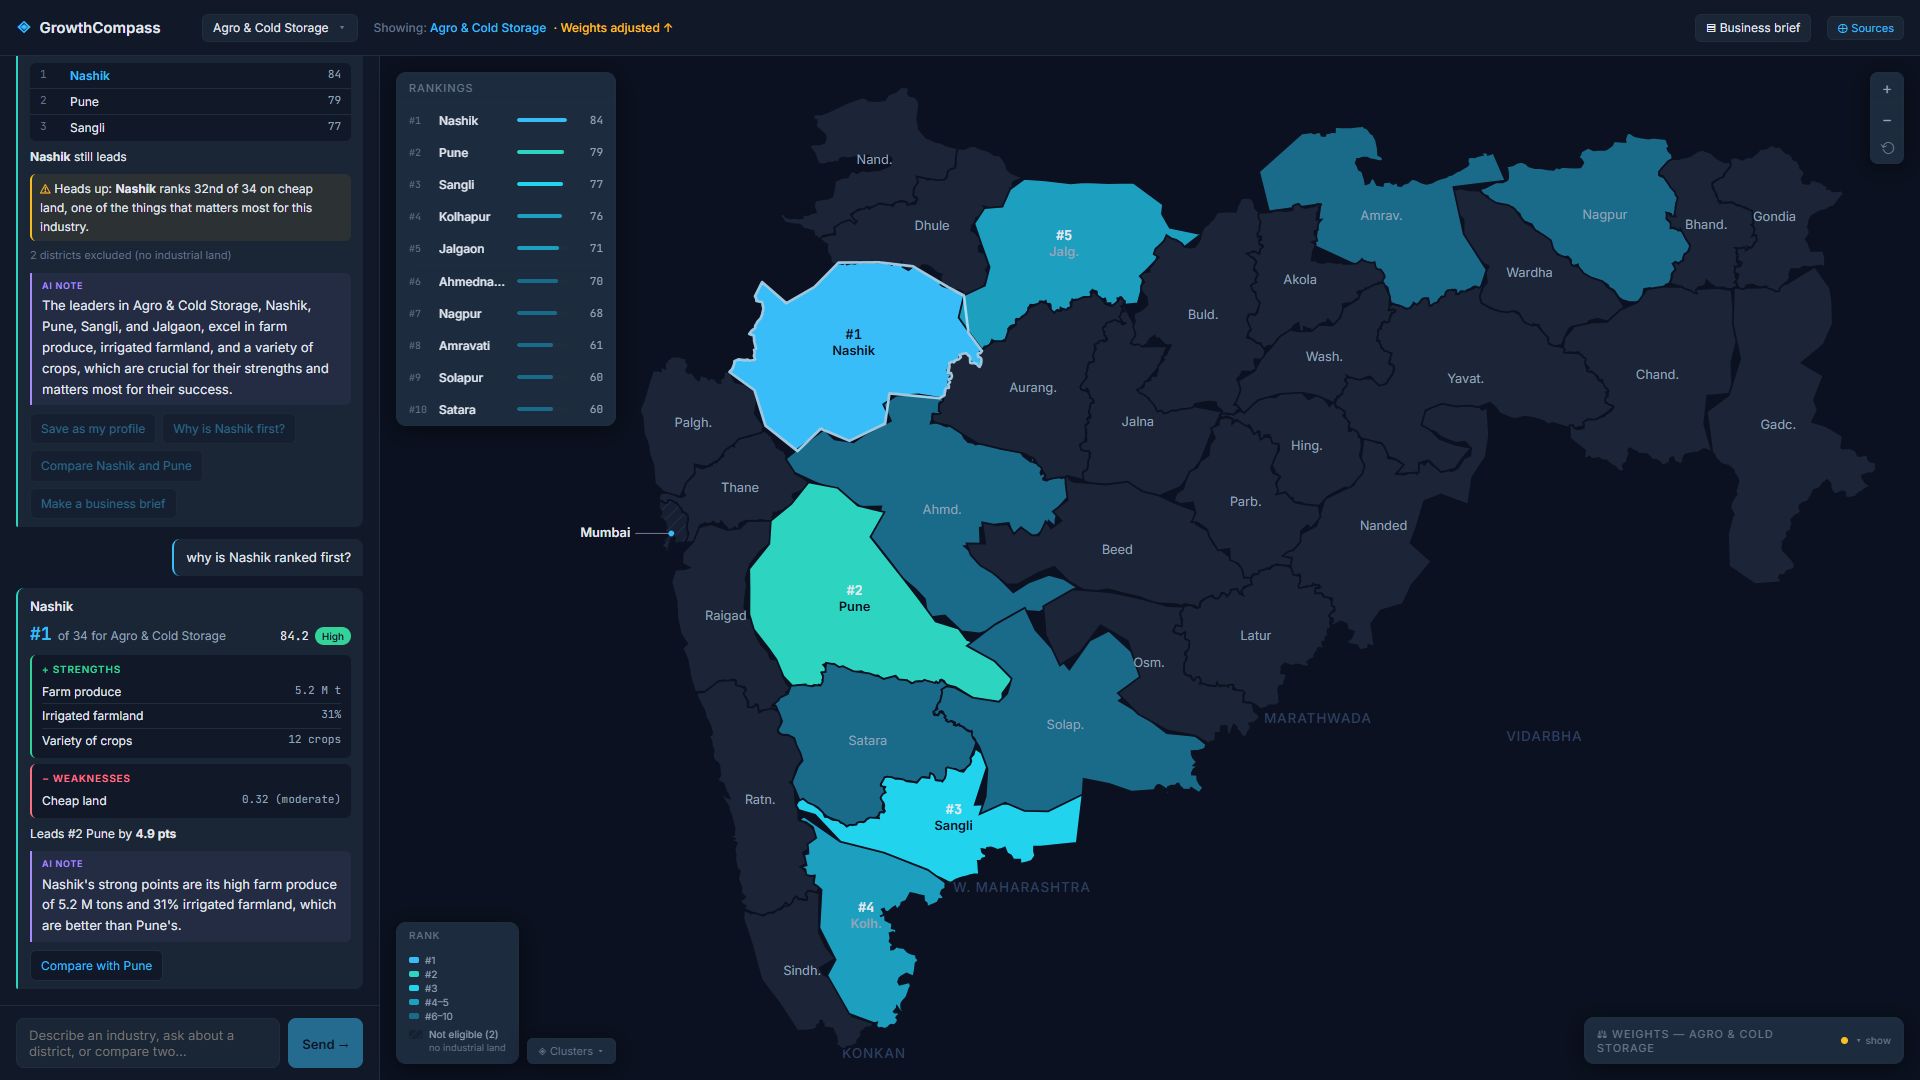 GrowthCompass
Agro & Cold Storage
Showing: Agro & Cold Storage · Weights adjusted ↑
Business brief
Sources
1 Nashik 84
2 Pune 79
3 Sangli 77
Nashik still leads
⚠ Heads up: Nashik ranks 32nd of 34 on cheap
land, one of the things that matters most for this
industry.
2 districts excluded (no industrial land)
AI NOTE
The leaders in Agro & Cold Storage, Nashik,
Pune, Sangli, and Jalgaon, excel in farm
produce, irrigated farmland, and a variety of
crops, which are crucial for their strengths and
matters most for their success.
Save as my profile
Why is Nashik first?
Compare Nashik and Pune
Make a business brief
why is Nashik ranked first?
Nashik
#1 of 34 for Agro & Cold Storage 84.2 High
+ STRENGTHS
Farm produce 5.2 M t
Irrigated farmland 31%
Variety of crops 12 crops
− WEAKNESSES
Cheap land 0.32 (moderate)
Leads #2 Pune by 4.9 pts
AI NOTE
Nashik's strong points are its high farm produce
of 5.2 M tons and 31% irrigated farmland, which
are better than Pune's.
Compare with Pune
Describe an industry, ask about a
district, or compare two...
Send →
RANKINGS
#1 Nashik 84
#2 Pune 79
#3 Sangli 77
#4 Kolhapur 76
#5 Jalgaon 71
#6 Ahmedna... 70
#7 Nagpur 68
#8 Amravati 61
#9 Solapur 60
#10 Satara 60
+
−
Nand.
Dhule
#5
Jalg.
Amrav.
Nagpur
Bhand.
Gondia
Akola
Wardha
Buld.
#1
Nashik
Wash.
Yavat.
Chand.
Aurang.
Palgh.
Jalna
Hing.
Gadc.
Thane
Ahmd.
Parb.
Nanded
Mumbai
Beed
#2
Pune
Raigad
Latur
Osm.
MARATHWADA
Solap.
VIDARBHA
Satara
Ratn.
#3
Sangli
W. MAHARASHTRA
#4
Kolh.
Sindh.
KONKAN
RANK
#1
#2
#3
#4–5
#6–10
Not eligible (2)
no industrial land
Clusters
WEIGHTS — AGRO & COLD
STORAGE
show